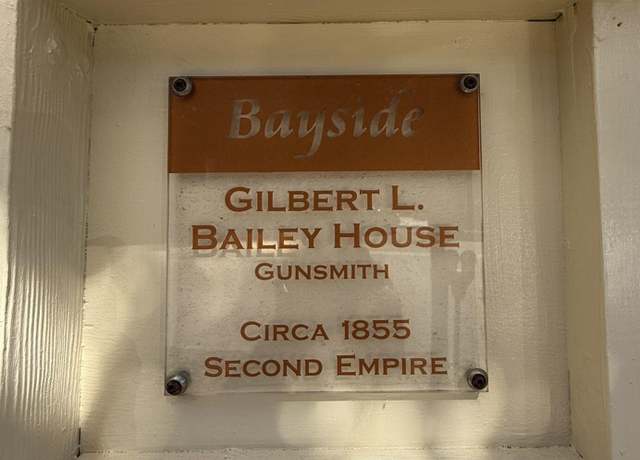 Bayside
GILBERT L.
BAILEY HOUSE
GUNSMITH
CIRCA 1855
SECOND EMPIRE